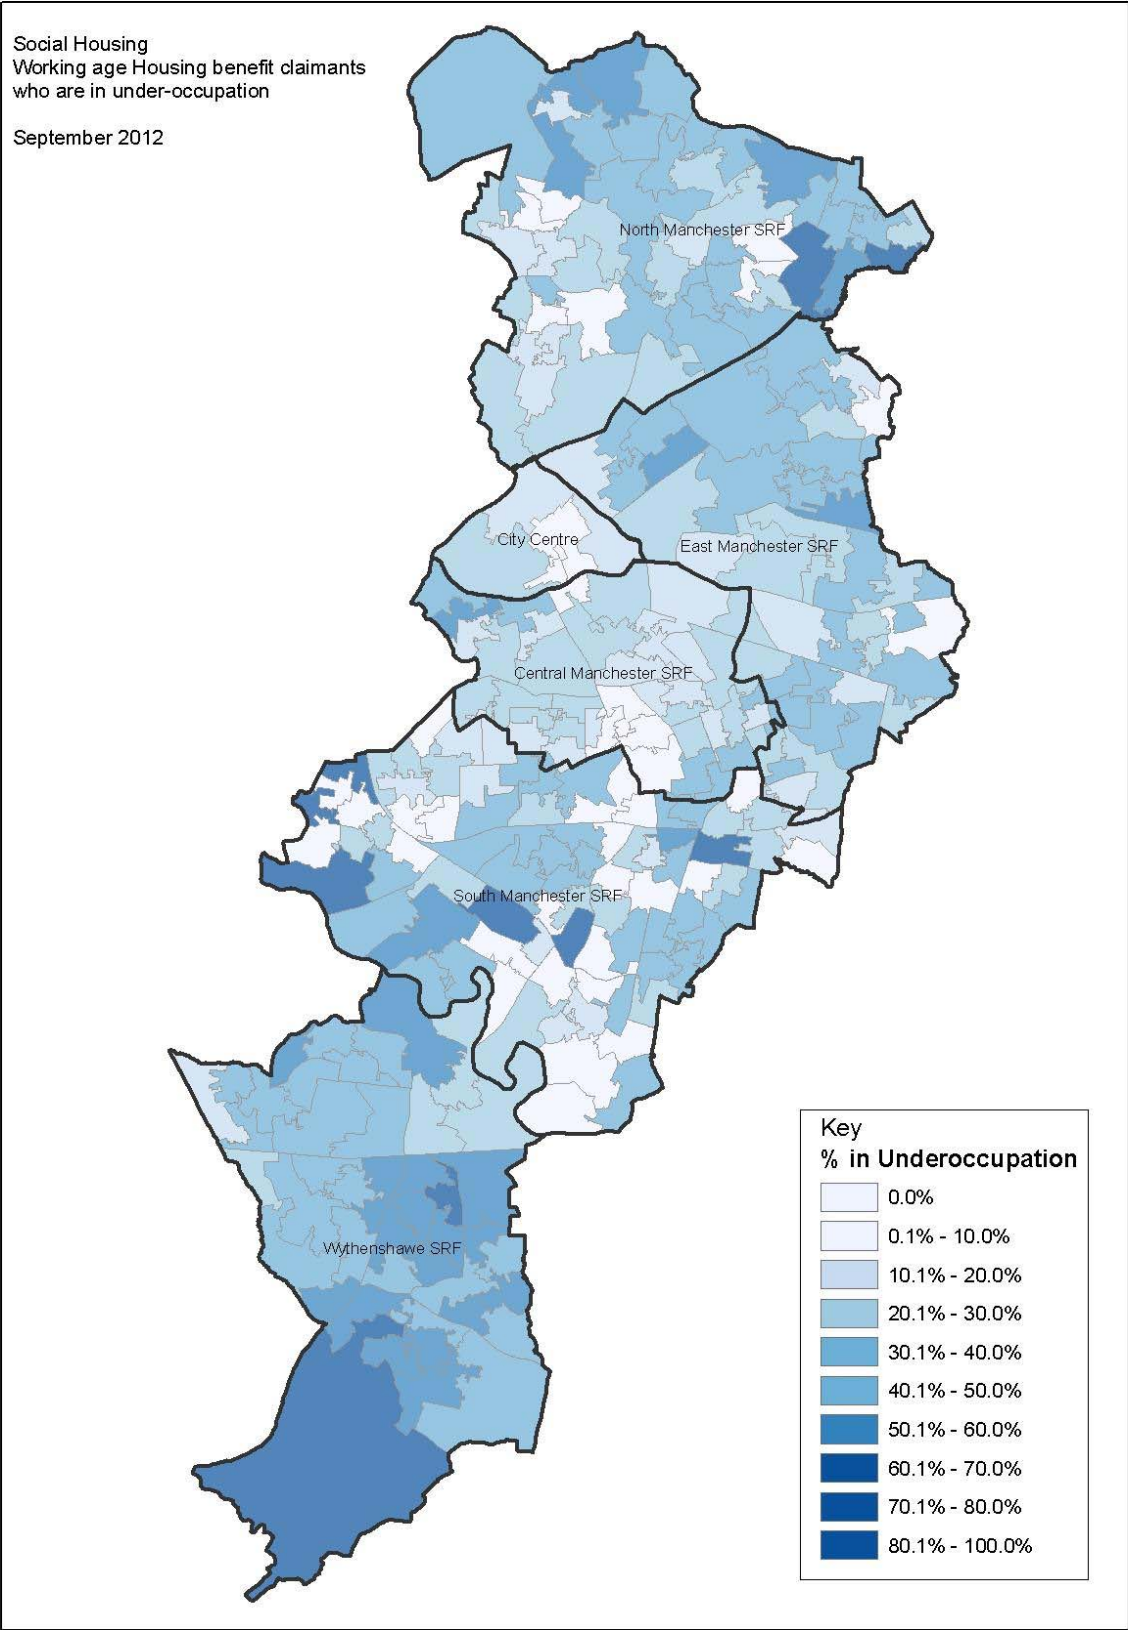 Social Housing
Working age Housing benefit claimants
who are in under-occupation
September 2012
North Manchester SRF
City Centre
East Manchester SRF
Central Manchester SRF
South Manchester SRF
Wythenshawe SRF
Key
% in Underoccupation
0.0%
0.1% - 10.0%
10.1% - 20.0%
20.1% - 30.0%
30.1% - 40.0%
40.1% - 50.0%
50.1% - 60.0%
60.1% - 70.0%
70.1% - 80.0%
80.1% - 100.0%